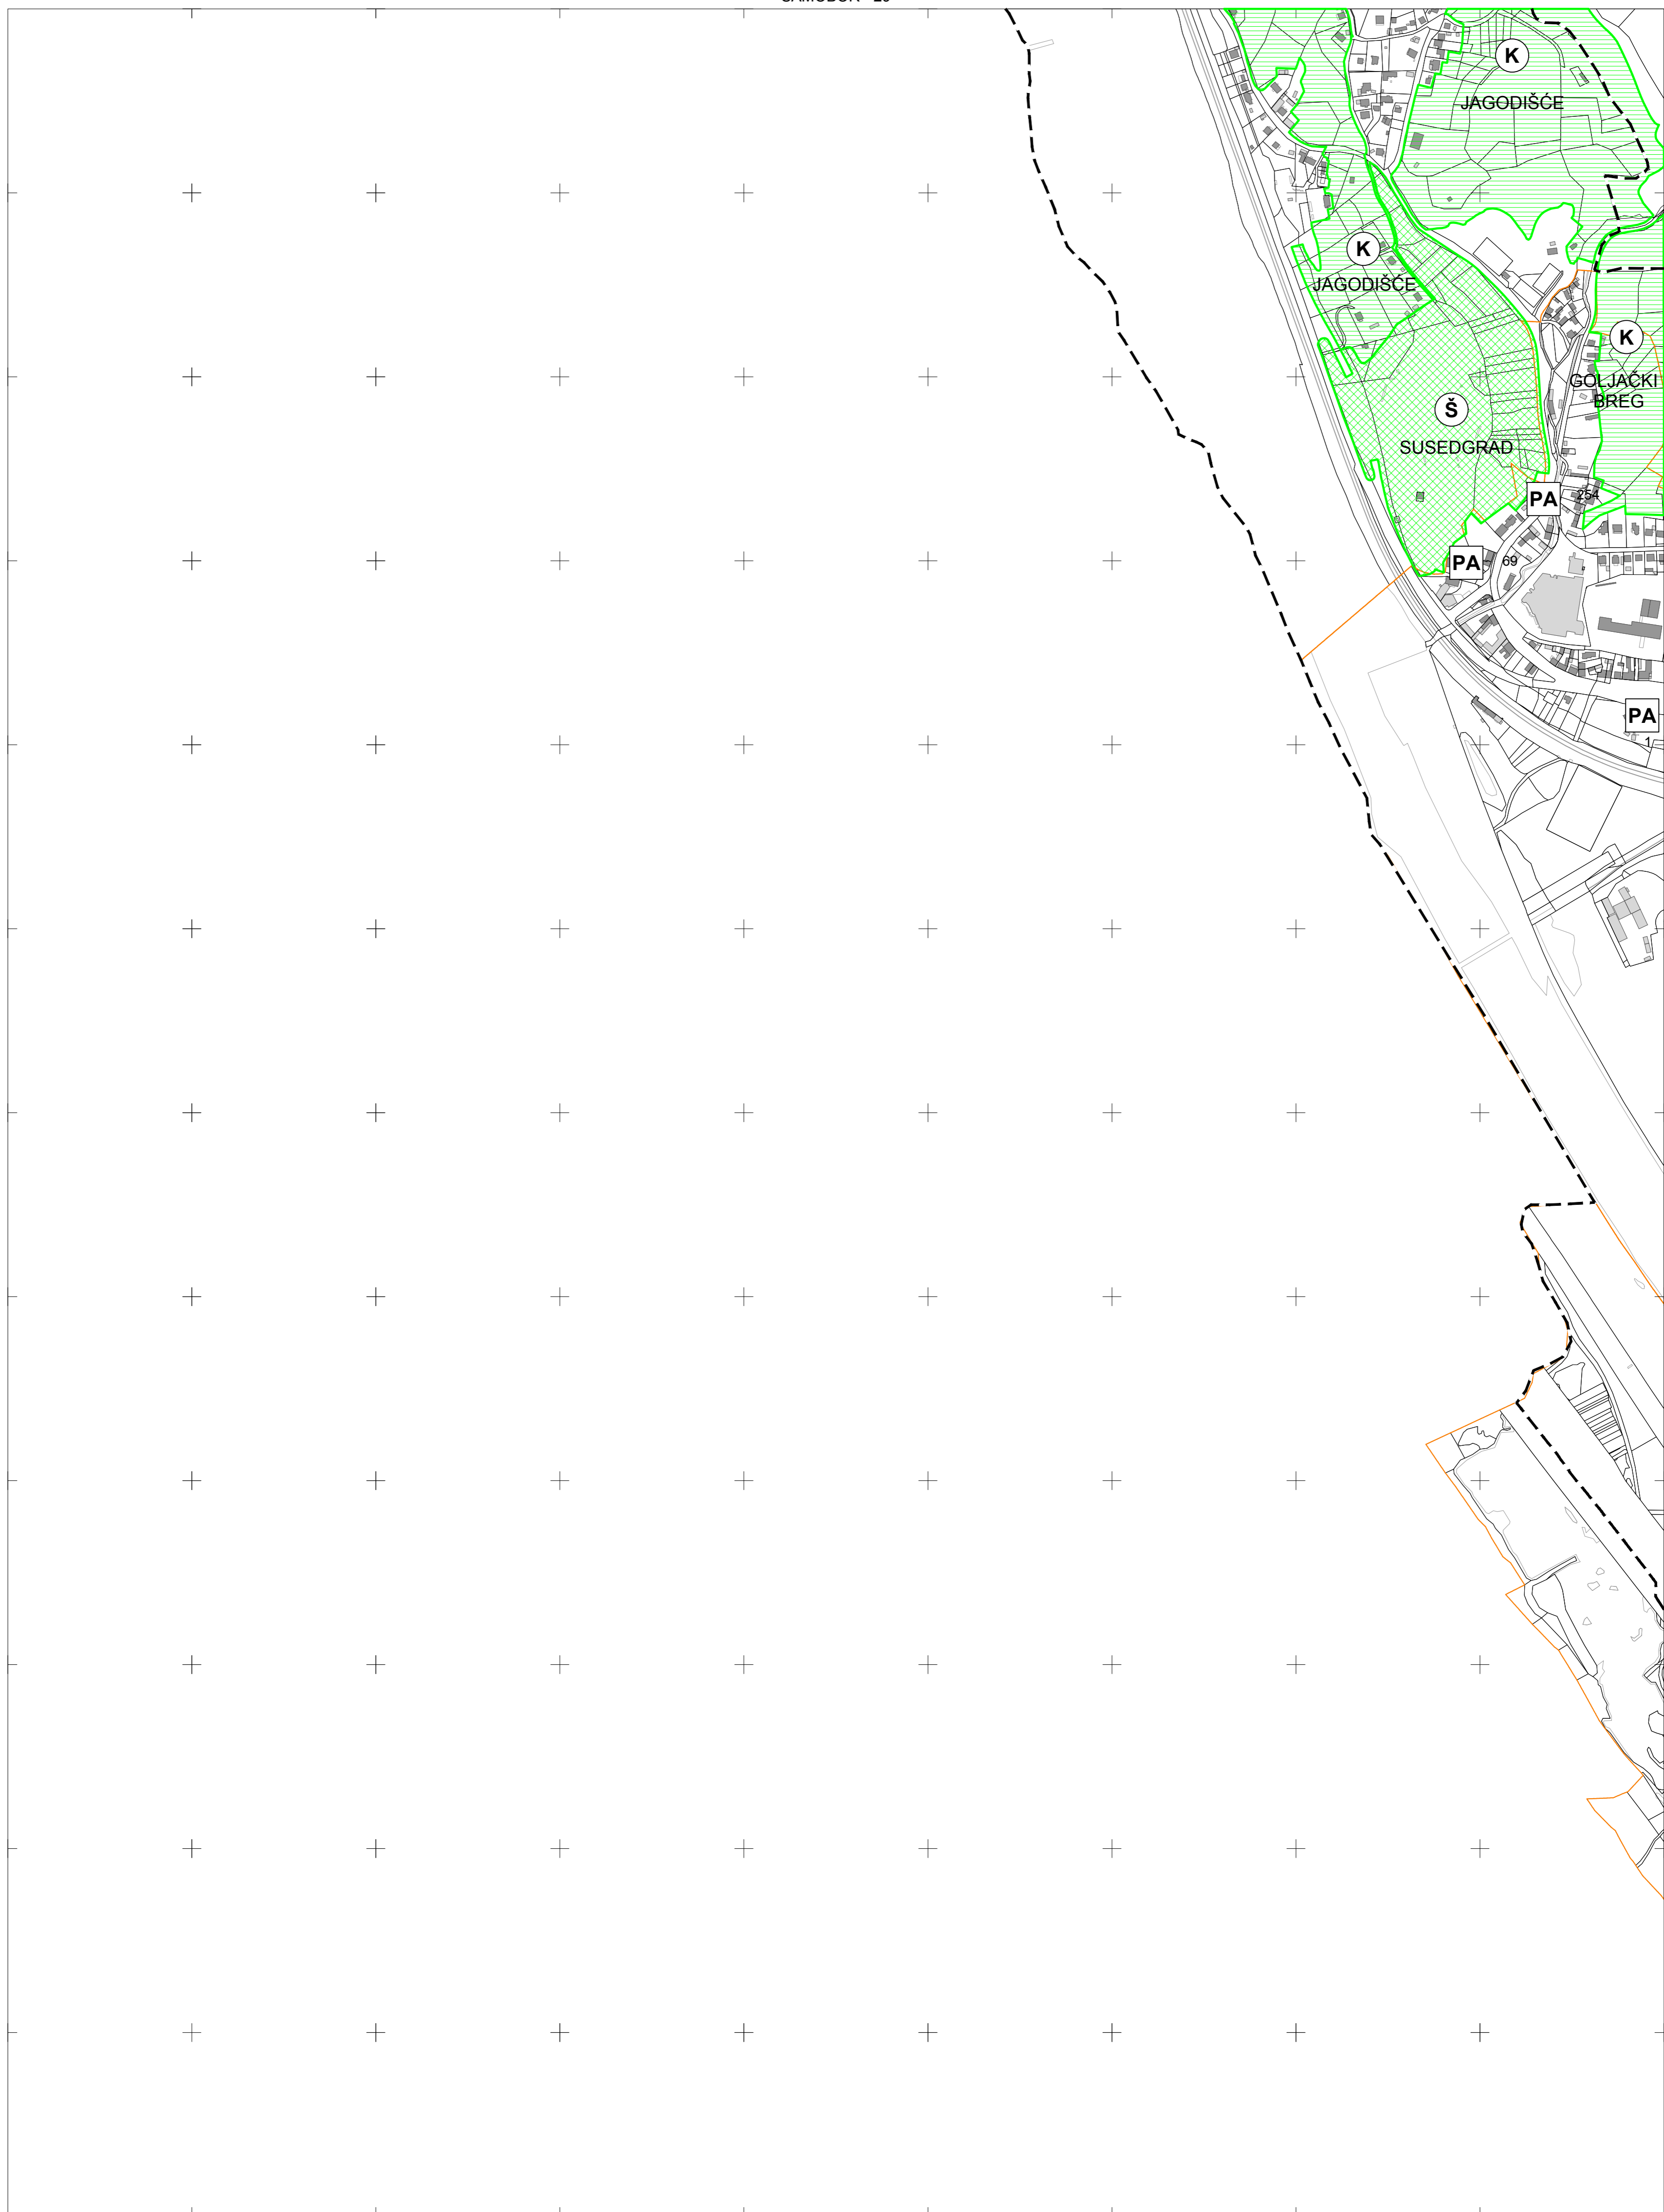 K
JAGODIŠĆE
K
JAGODIŠĆE
K
GOLJAČKI
BREG
Š
SUSEDGRAD
PA
254
PA
69
PA
1